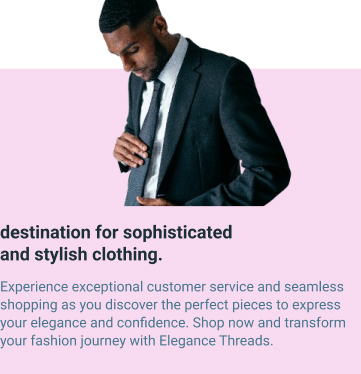 destination for sophisticated
and stylish clothing.
Experience exceptional customer service and seamless
shopping as you discover the perfect pieces to express
your elegance and confidence. Shop now and transform
your fashion journey with Elegance Threads.